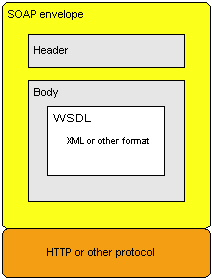 SOAP envelope
Header
Body
WSDL
XML or other format
HTTP or other protocol